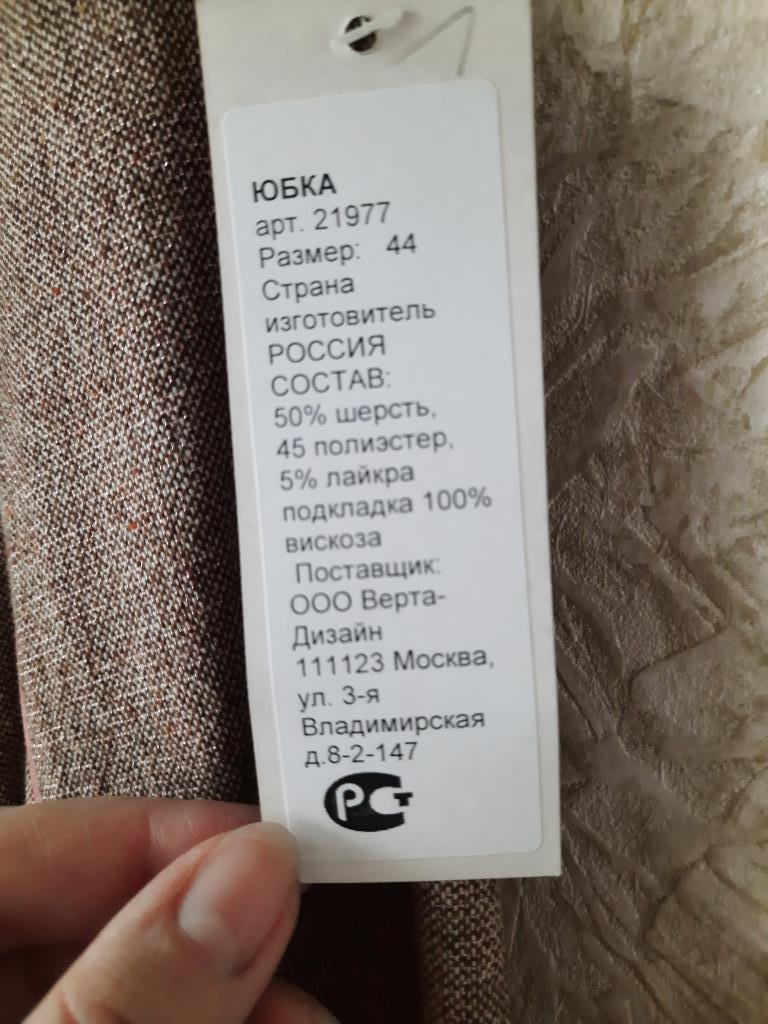 ЮБКА
арт. 21977
Размер: 44
Страна
изготовитель
РОССИЯ
СОСТАВ:
50% шерсть,
45 полиэстер,
5% лайкра
подкладка 100%
вискоза
Поставщик:
ООО Верта-
Дизайн
111123 Москва,
ул. 3-я
Владимирская
д.8-2-147
РСТ